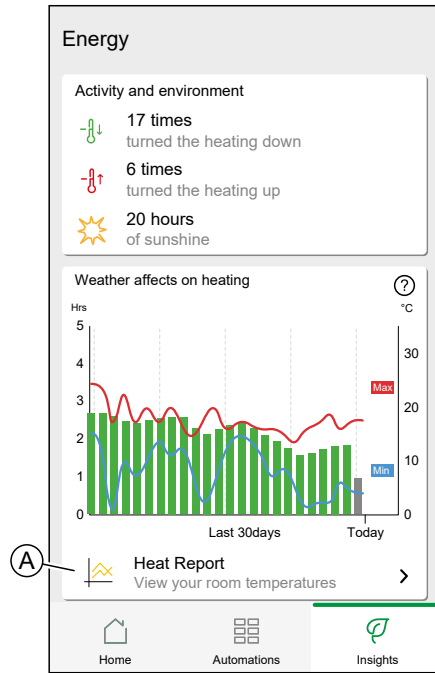 Energy
Activity and environment
17 times
turned the heating down
6 times
turned the heating up
20 hours
of sunshine
Weather affects on heating
?
Hrs
°C
5
4
3
2
1
0
30
20
10
0
Max
Min
Last 30days
Today
A
Heat Report
View your room temperatures
Home
Automations
Insights